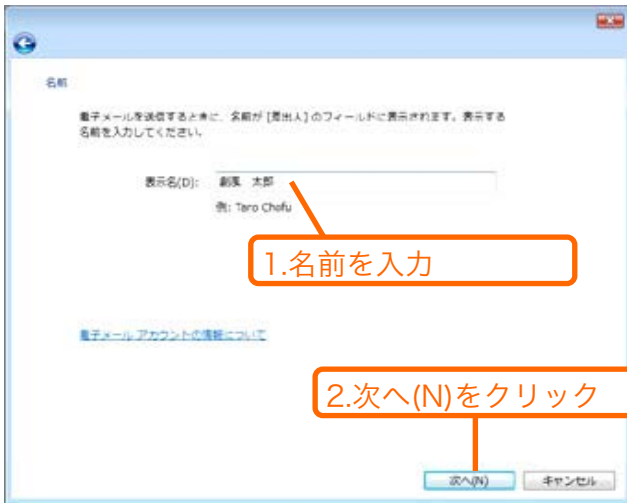 名前
電子メールを送信するときに、名前が [差出人] のフィールドに表示されます。表示する
名前を入力してください。
表示名(D): 創風 太郎
例: Taro Chofu
1.名前を入力
電子メール アカウントの情報について
2.次へ(N)をクリック
次へ(N) キャンセル